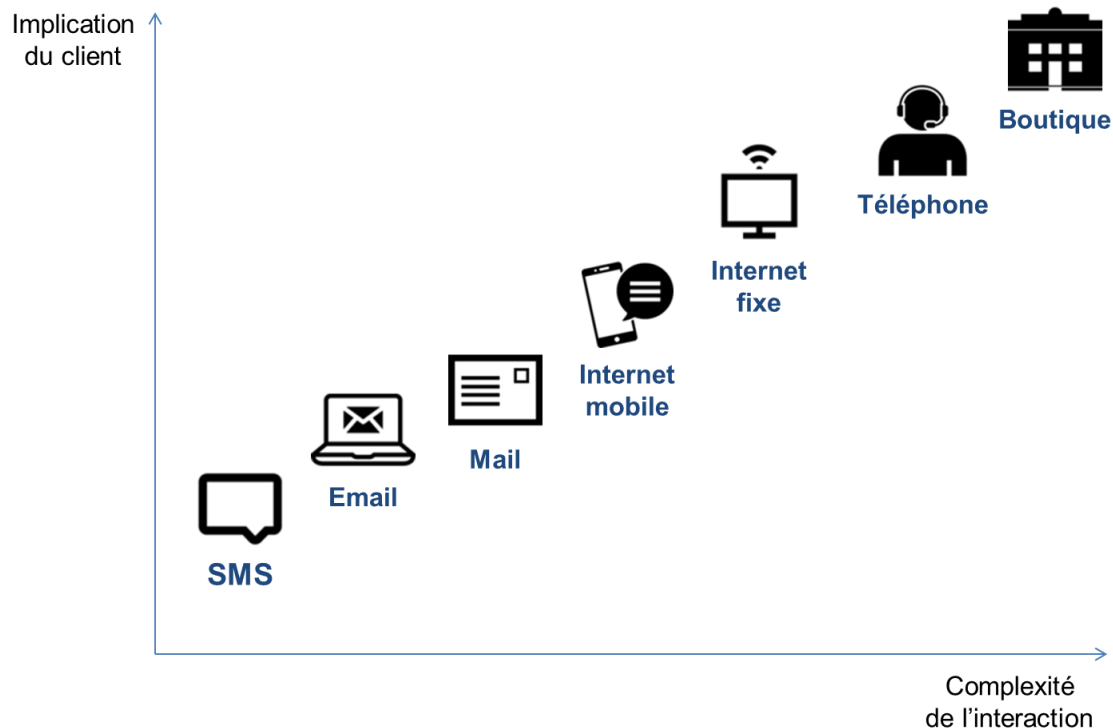 Implication
du client
Boutique
Téléphone
Internet
fixe
Internet
mobile
Mail
Email
SMS
Complexité
de l’interaction